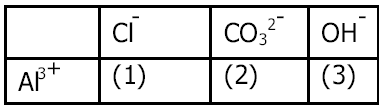 Cl⁻ CO₃²⁻ OH⁻
Al³⁺ (1) (2) (3)